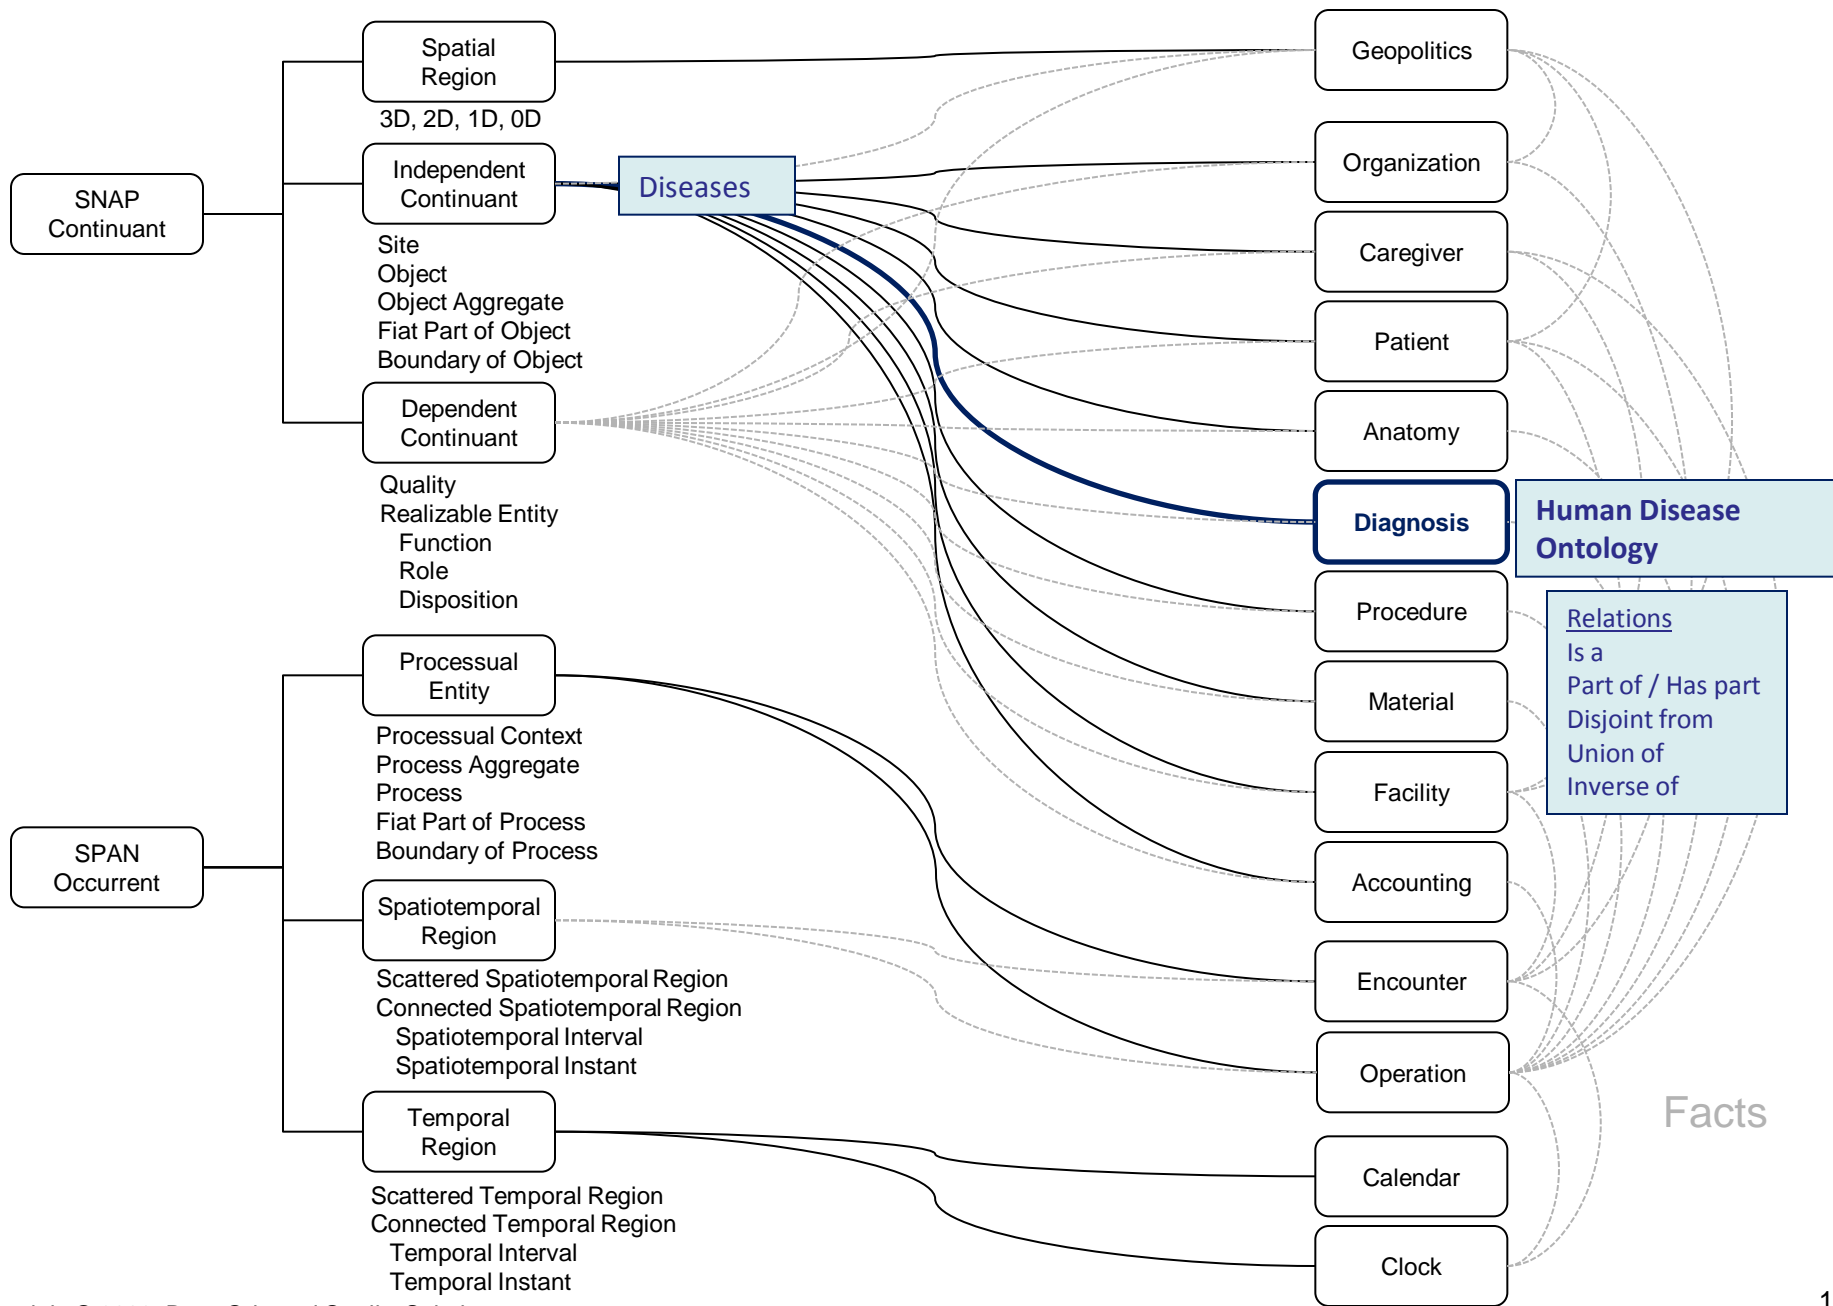 SNAP
Continuant
SPAN
Occurrent
Spatial
Region
3D, 2D, 1D, 0D
Independent
Continuant
Site
Object
Object Aggregate
Fiat Part of Object
Boundary of Object
Dependent
Continuant
Quality
Realizable Entity
Function
Role
Disposition
Processual
Entity
Processual Context
Process Aggregate
Process
Fiat Part of Process
Boundary of Process
Spatiotemporal
Region
Scattered Spatiotemporal Region
Connected Spatiotemporal Region
Spatiotemporal Interval
Spatiotemporal Instant
Temporal
Region
Scattered Temporal Region
Connected Temporal Region
Temporal Interval
Temporal Instant
Diseases
Geopolitics
Organization
Caregiver
Patient
Anatomy
Diagnosis
Procedure
Material
Facility
Accounting
Encounter
Operation
Calendar
Clock
Human Disease
Ontology
Relations
Is a
Part of / Has part
Disjoint from
Union of
Inverse of
Facts
1